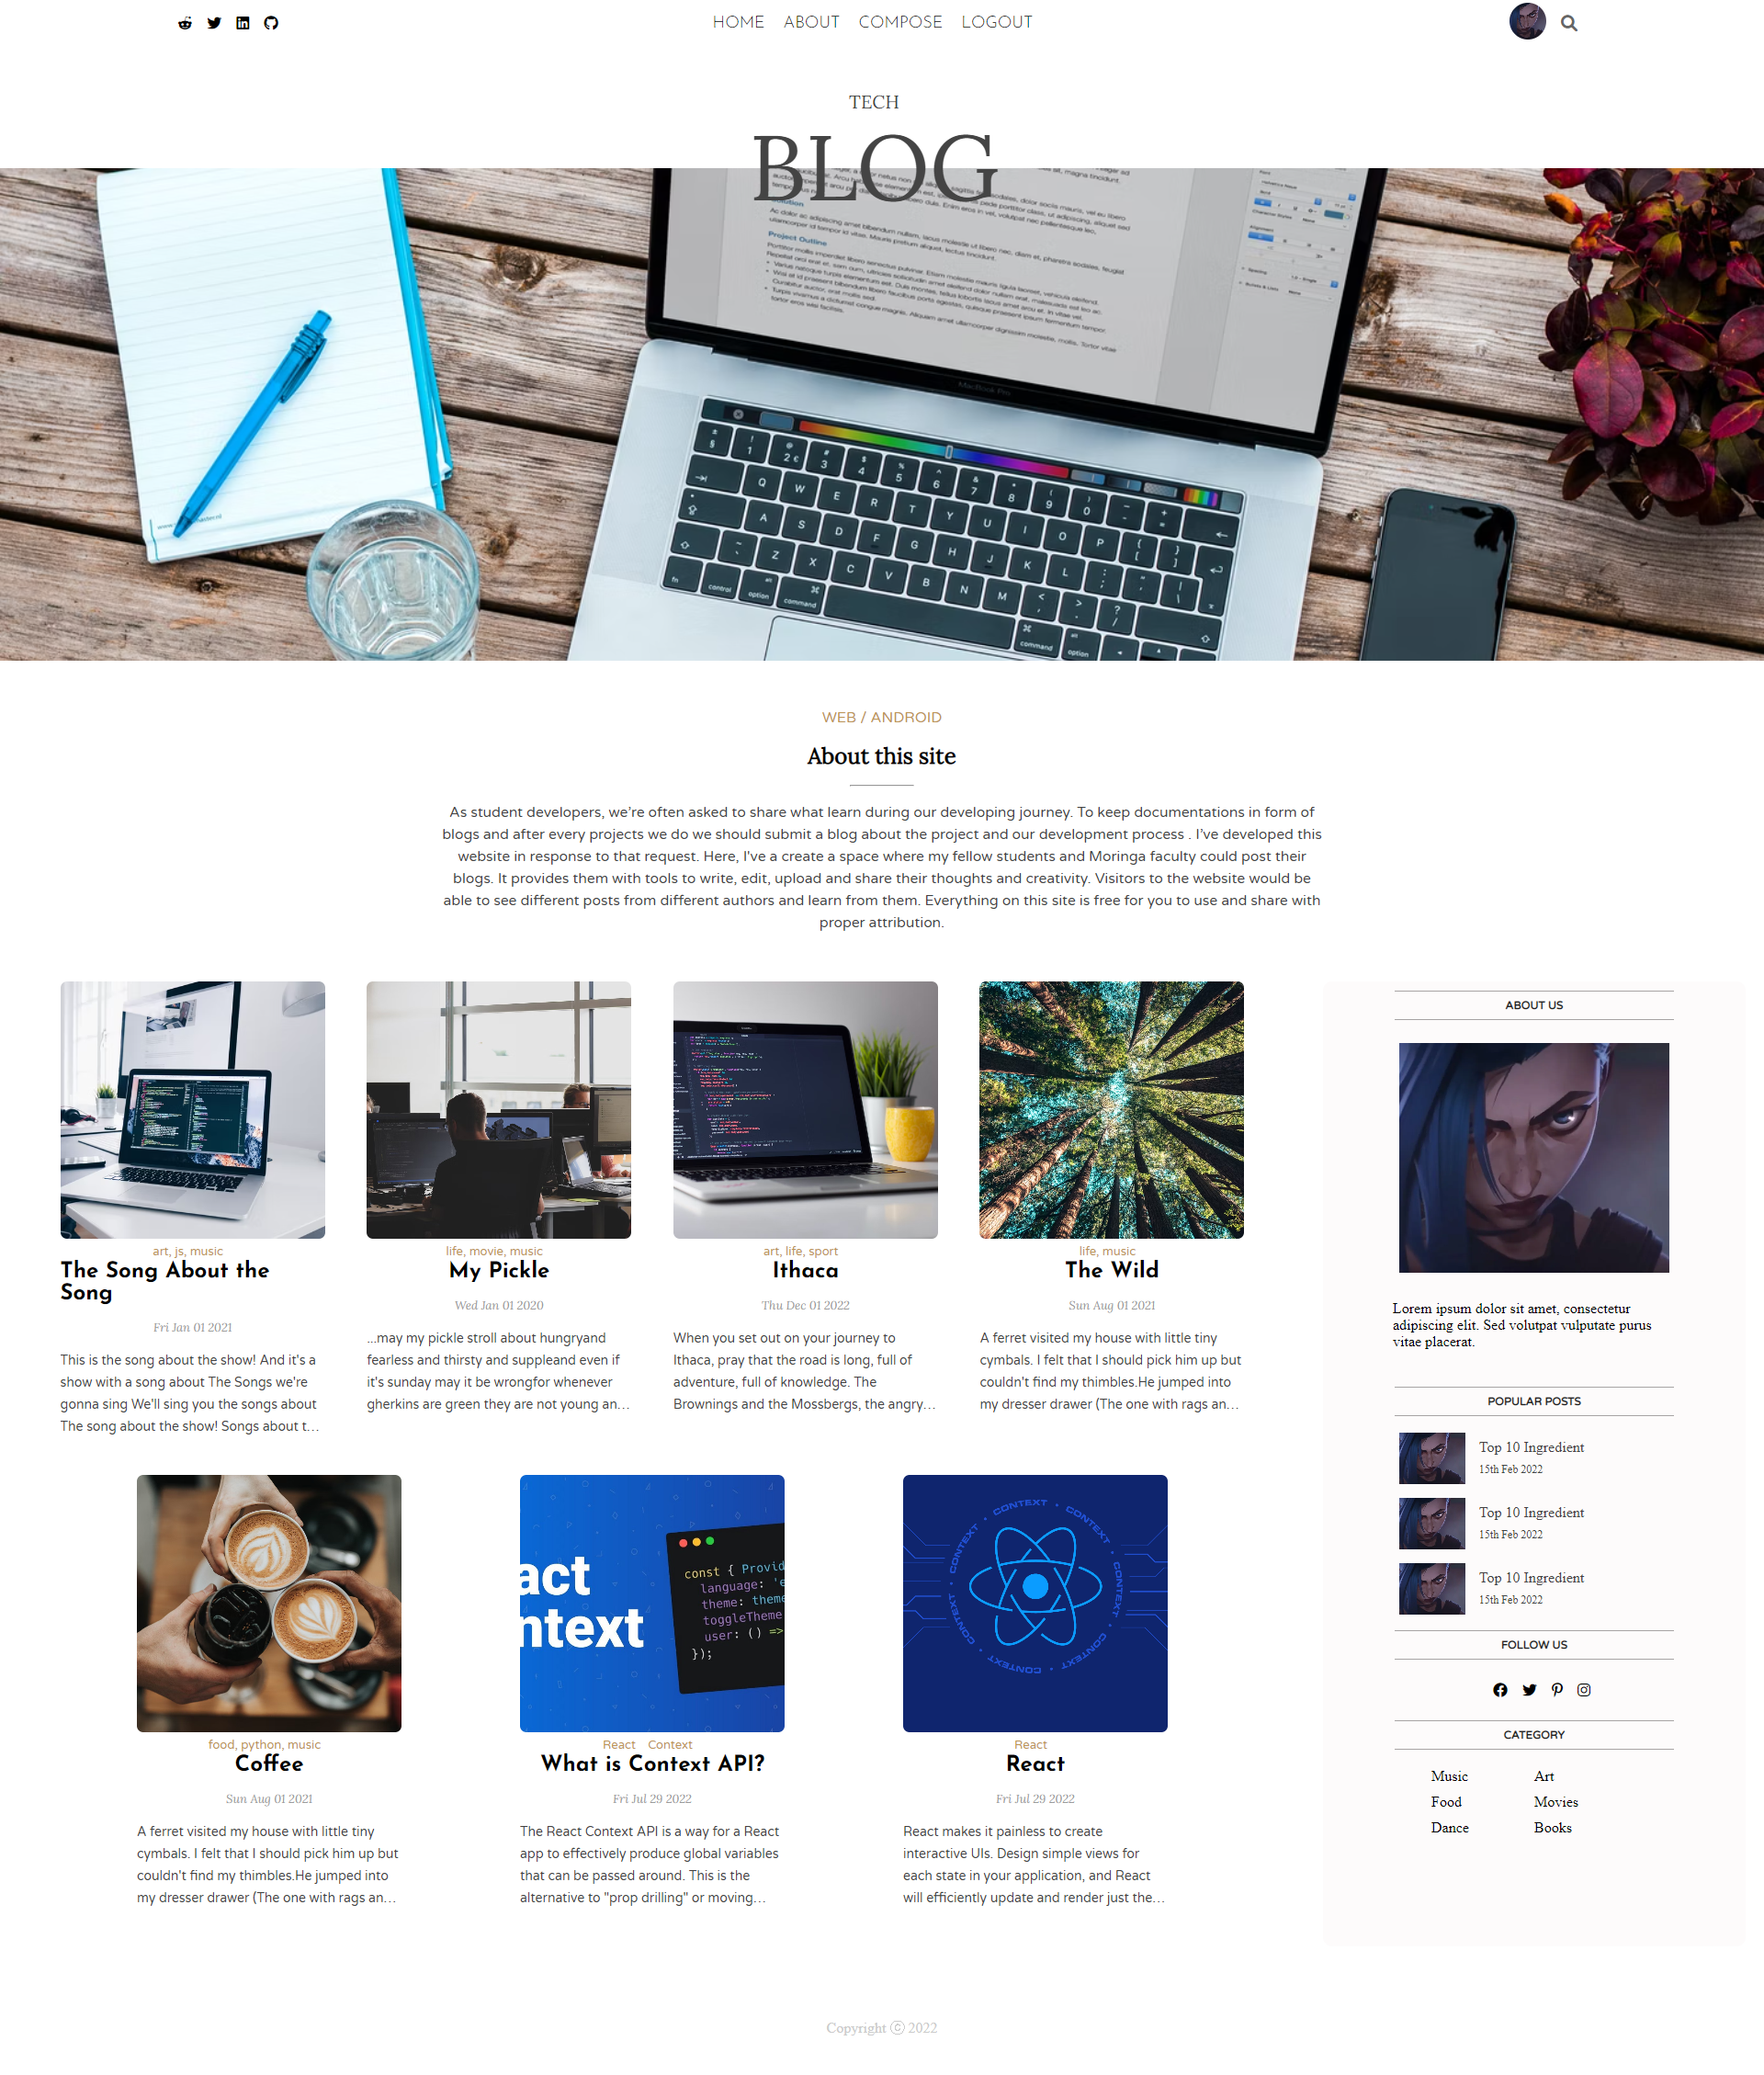 HOME ABOUT COMPOSE LOGOUT
TECH
BLOG
Project Outline
MacBook Pro
WEB / ANDROID
About this site
As student developers, we're often asked to share what learn during our developing journey. To keep documentations in form of
blogs and after every projects we do we should submit a blog about the project and our development process . I've developed this
website in response to that request. Here, I've a create a space where my fellow students and Moringa faculty could post their
blogs. It provides them with tools to write, edit, upload and share their thoughts and creativity. Visitors to the website would be
able to see different posts from different authors and learn from them. Everything on this site is free for you to use and share with
proper attribution.
art, js, music
The Song About the
Song
Fri Jan 01 2021
This is the song about the show! And it's a
show with a song about The Songs we're
gonna sing We'll sing you the songs about
The song about the show! Songs about t...
life, movie, music
My Pickle
Wed Jan 01 2020
...may my pickle stroll about hungryand
fearless and thirsty and suppleand even if
it's sunday may it be wrongfor whenever
gherkins are green they are not young an...
art, life, sport
Ithaca
Thu Dec 01 2022
When you set out on your journey to
Ithaca, pray that the road is long, full of
adventure, full of knowledge. The
Brownings and the Mossbergs, the angry...
life, music
The Wild
Sun Aug 01 2021
A ferret visited my house with little tiny
cymbals. I felt that I should pick him up but
couldn't find my thimbles.He jumped into
my dresser drawer (The one with rags an...
act
ntext
const { Provid
language: 'e
theme: theme
toggleTheme
user: () =>
});
CONTEXT • CONTEXT • CONTEXT • CONTEXT • CONTEXT • CONTEXT • CONTEXT • CONTEXT
food, python, music
Coffee
Sun Aug 01 2021
A ferret visited my house with little tiny
cymbals. I felt that I should pick him up but
couldn't find my thimbles.He jumped into
my dresser drawer (The one with rags an...
React Context
What is Context API?
Fri Jul 29 2022
The React Context API is a way for a React
app to effectively produce global variables
that can be passed around. This is the
alternative to "prop drilling" or moving...
React
React
Fri Jul 29 2022
React makes it painless to create
interactive UIs. Design simple views for
each state in your application, and React
will efficiently update and render just the...
ABOUT US
Lorem ipsum dolor sit amet, consectetur
adipiscing elit. Sed volutpat vulputate purus
vitae placerat.
POPULAR POSTS
Top 10 Ingredient
15th Feb 2022
Top 10 Ingredient
15th Feb 2022
Top 10 Ingredient
15th Feb 2022
FOLLOW US
CATEGORY
Music Art
Food Movies
Dance Books
Copyright ⓒ 2022